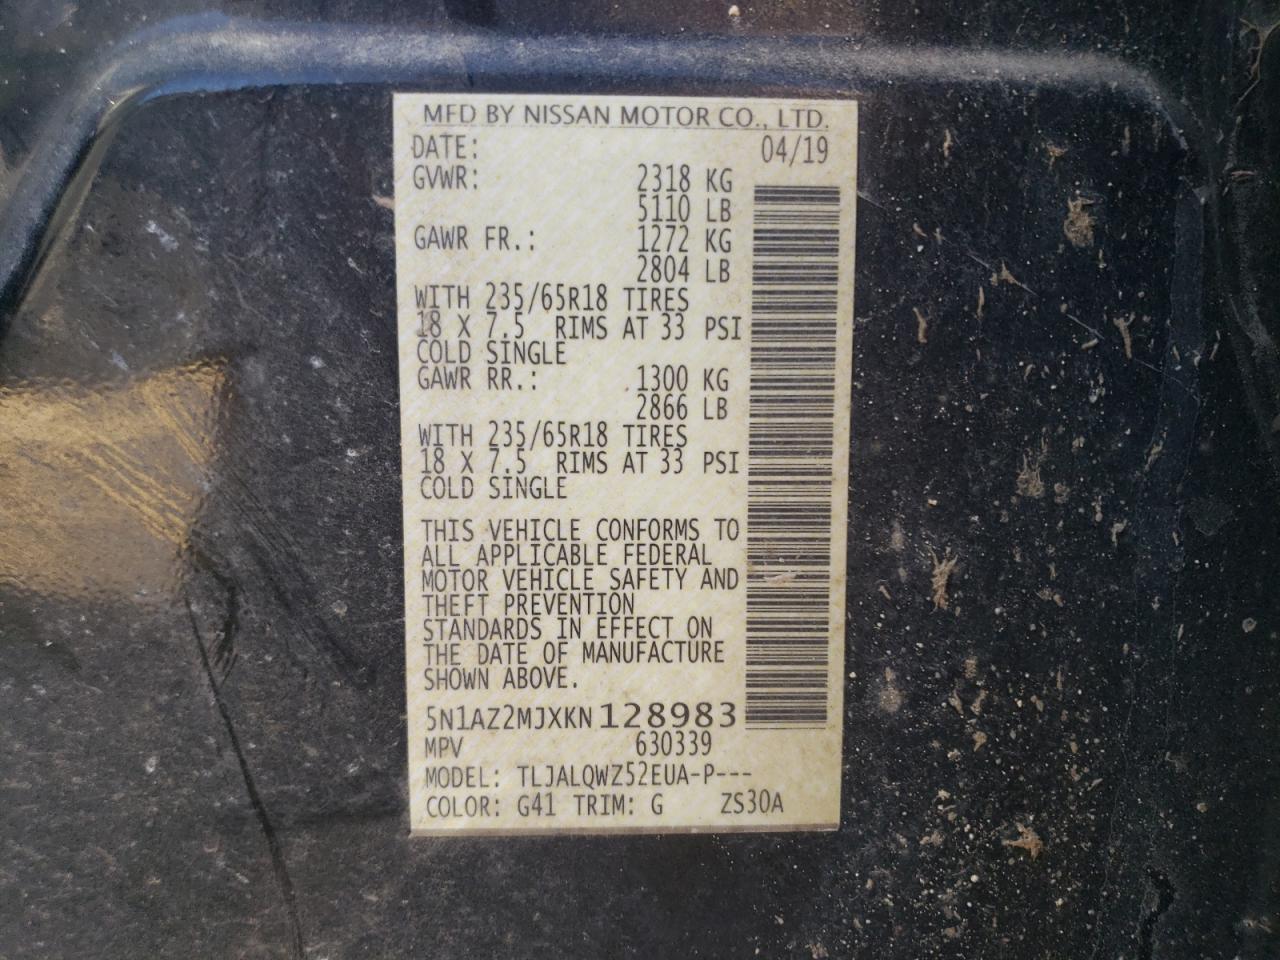 MFD BY NISSAN MOTOR CO., LTD.
DATE: 04/19
GVWR: 2318 KG
5110 LB
GAWR FR.: 1272 KG
2804 LB
WITH 235/65R18 TIRES
18 X 7.5 RIMS AT 33 PSI
COLD SINGLE
GAWR RR.: 1300 KG
2866 LB
WITH 235/65R18 TIRES
18 X 7.5 RIMS AT 33 PSI
COLD SINGLE
THIS VEHICLE CONFORMS TO
ALL APPLICABLE FEDERAL
MOTOR VEHICLE SAFETY AND
THEFT PREVENTION
STANDARDS IN EFFECT ON
THE DATE OF MANUFACTURE
SHOWN ABOVE.
5N1AZ2MJXKN128983
MPV 630339
MODEL: TLJALQWZ52EUA-P---
COLOR: G41 TRIM: G ZS30A